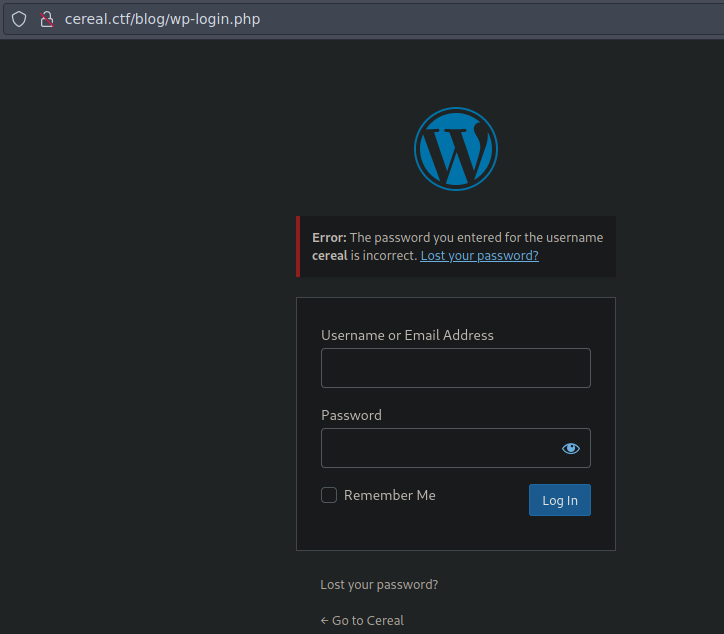 cereal.ctf/blog/wp-login.php
Error: The password you entered for the username
cereal is incorrect. Lost your password?
Username or Email Address
Password
Remember Me
Log In
Lost your password?
← Go to Cereal